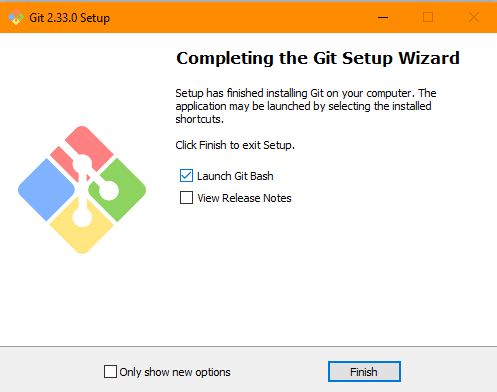 Git 2.33.0 Setup
Completing the Git Setup Wizard
Setup has finished installing Git on your computer. The
application may be launched by selecting the installed
shortcuts.
Click Finish to exit Setup.
Launch Git Bash
View Release Notes
Only show new options
Finish